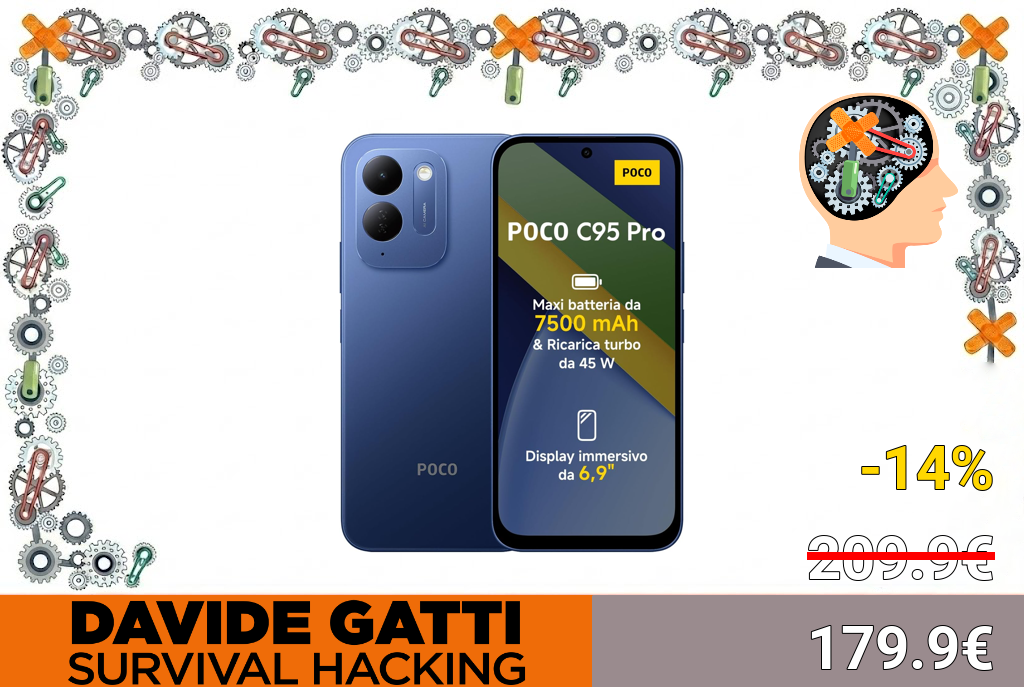 POCO
POCO C95 Pro
Maxi batteria da
7500 mAh
& Ricarica turbo
da 45 W
POCO
Display immersivo
da 6,9"
-14%
209.9€
DAVIDE GATTI
SURVIVAL HACKING
179.9€